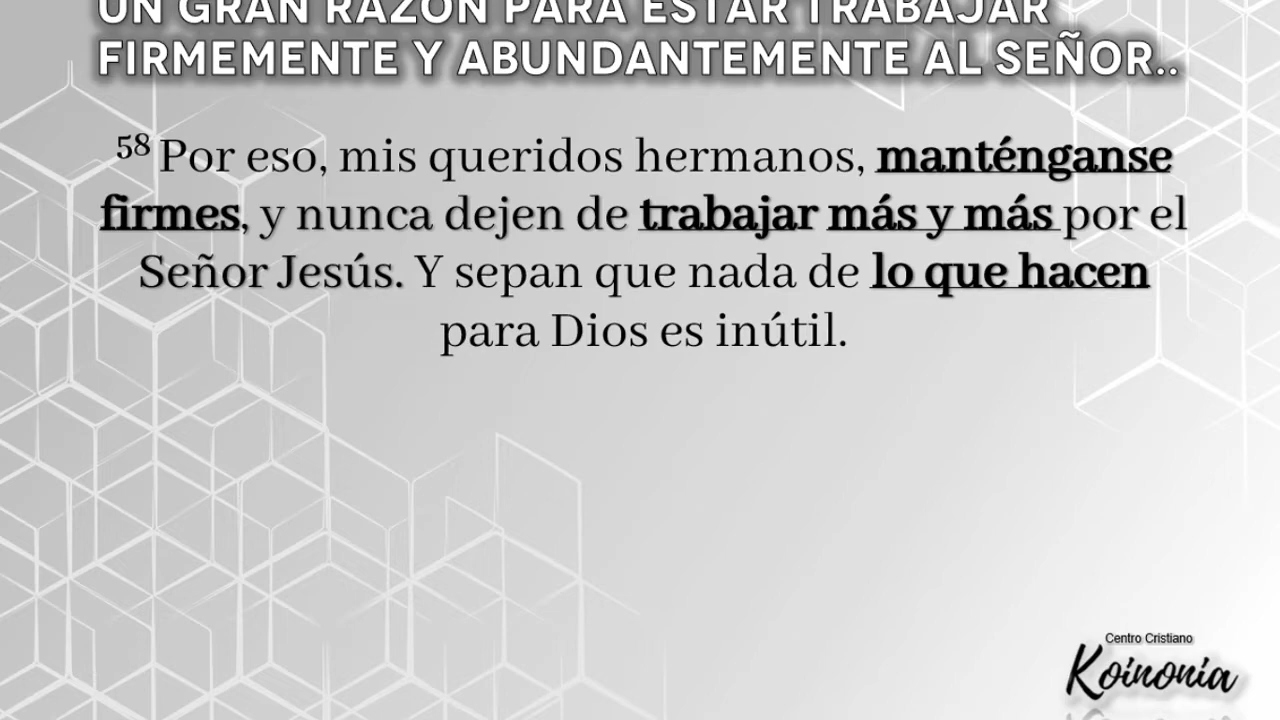 UN GRAN RAZÓN PARA ESTAR TRABAJAR
FIRMEMENTE Y ABUNDANTEMENTE AL SEÑOR..
58 Por eso, mis queridos hermanos, manténganse
firmes, y nunca dejen de trabajar más y más por el
Señor Jesús. Y sepan que nada de lo que hacen
para Dios es inútil.
Centro Cristiano
Koinonia